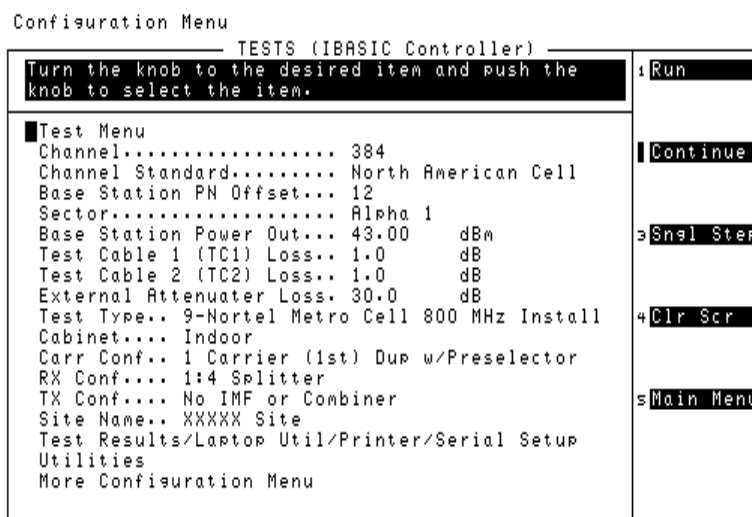 Configuration Menu
TESTS (IBASIC Controller)
Turn the knob to the desired item and push the
knob to select the item.
1 Run
Test Menu
Channel.................. 384
Continue
Channel Standard......... North American Cell
Base Station PN Offset... 12
Sector................... Alpha 1
Base Station Power Out... 43.00 dBm
3 Sngl Step
Test Cable 1 (TC1) Loss.. 1.0 dB
Test Cable 2 (TC2) Loss.. 1.0 dB
External Attenuater Loss. 30.0 dB
Test Type.. 9-Nortel Metro Cell 800 MHz Install
4 Clr Scr
Cabinet.... Indoor
Carr Conf.. 1 Carrier (1st) Dup w/Preselector
RX Conf.... 1:4 Splitter
TX Conf.... No IMF or Combiner
5 Main Menu
Site Name.. XXXXX Site
Test Results/Laptop Util/Printer/Serial Setup
Utilities
More Configuration Menu